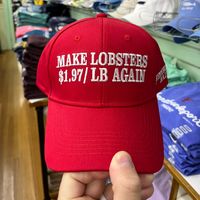 MAKE LOBSTERS
$1.97/ LB AGAIN